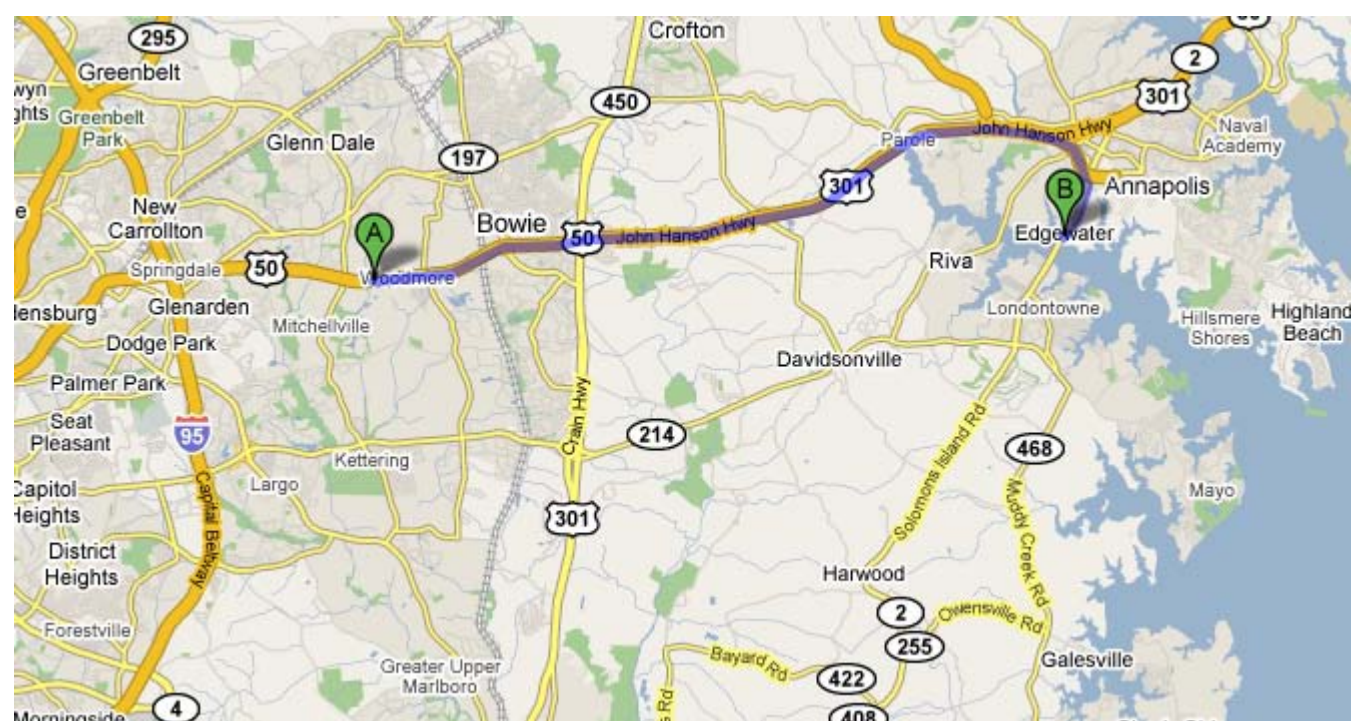 Crofton
295
Greenbelt
2
wyn
ghts
Greenbelt
Park
450
301
Naval
Academy
Glenn Dale
197
Parole
John Hanson Hwy
301
A
B
Annapolis
New
Carrollton
Bowie
50
John Hanson Hwy
Edgewater
Riva
Springdale
50
Woodmore
lensburg
Glenarden
Mitchellville
Londontowne
Hillsmere
Shores
Highland
Beach
Dodge Park
Davidsonville
Palmer Park
Seat
Pleasant
95
Crain Hwy
214
Solomons Island Rd
468
Kettering
Largo
Capitol
Heights
Capital Beltway
301
Muddy Creek Rd
Mayo
District
Heights
Harwood
2
Owensville Rd
Forestville
255
Greater Upper
Marlboro
Bayard Rd
422
Galesville
4
s Rd
408
Morningside